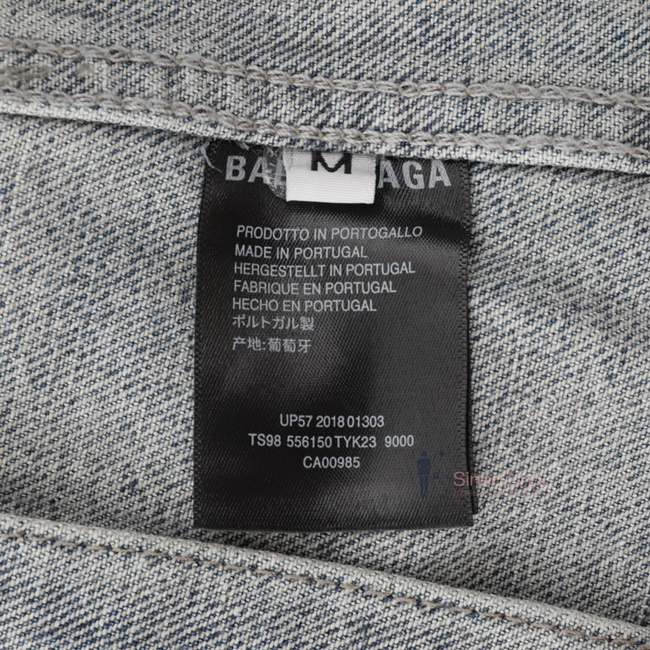 BAL M AGA
PRODOTTO IN PORTOGALLO
MADE IN PORTUGAL
HERGESTELLT IN PORTUGAL
FABRIQUE EN PORTUGAL
HECHO EN PORTUGAL
ポルトガル製
产地:葡萄牙
UP57 2018 01303
TS98 556150 TYK23 9000
CA00985